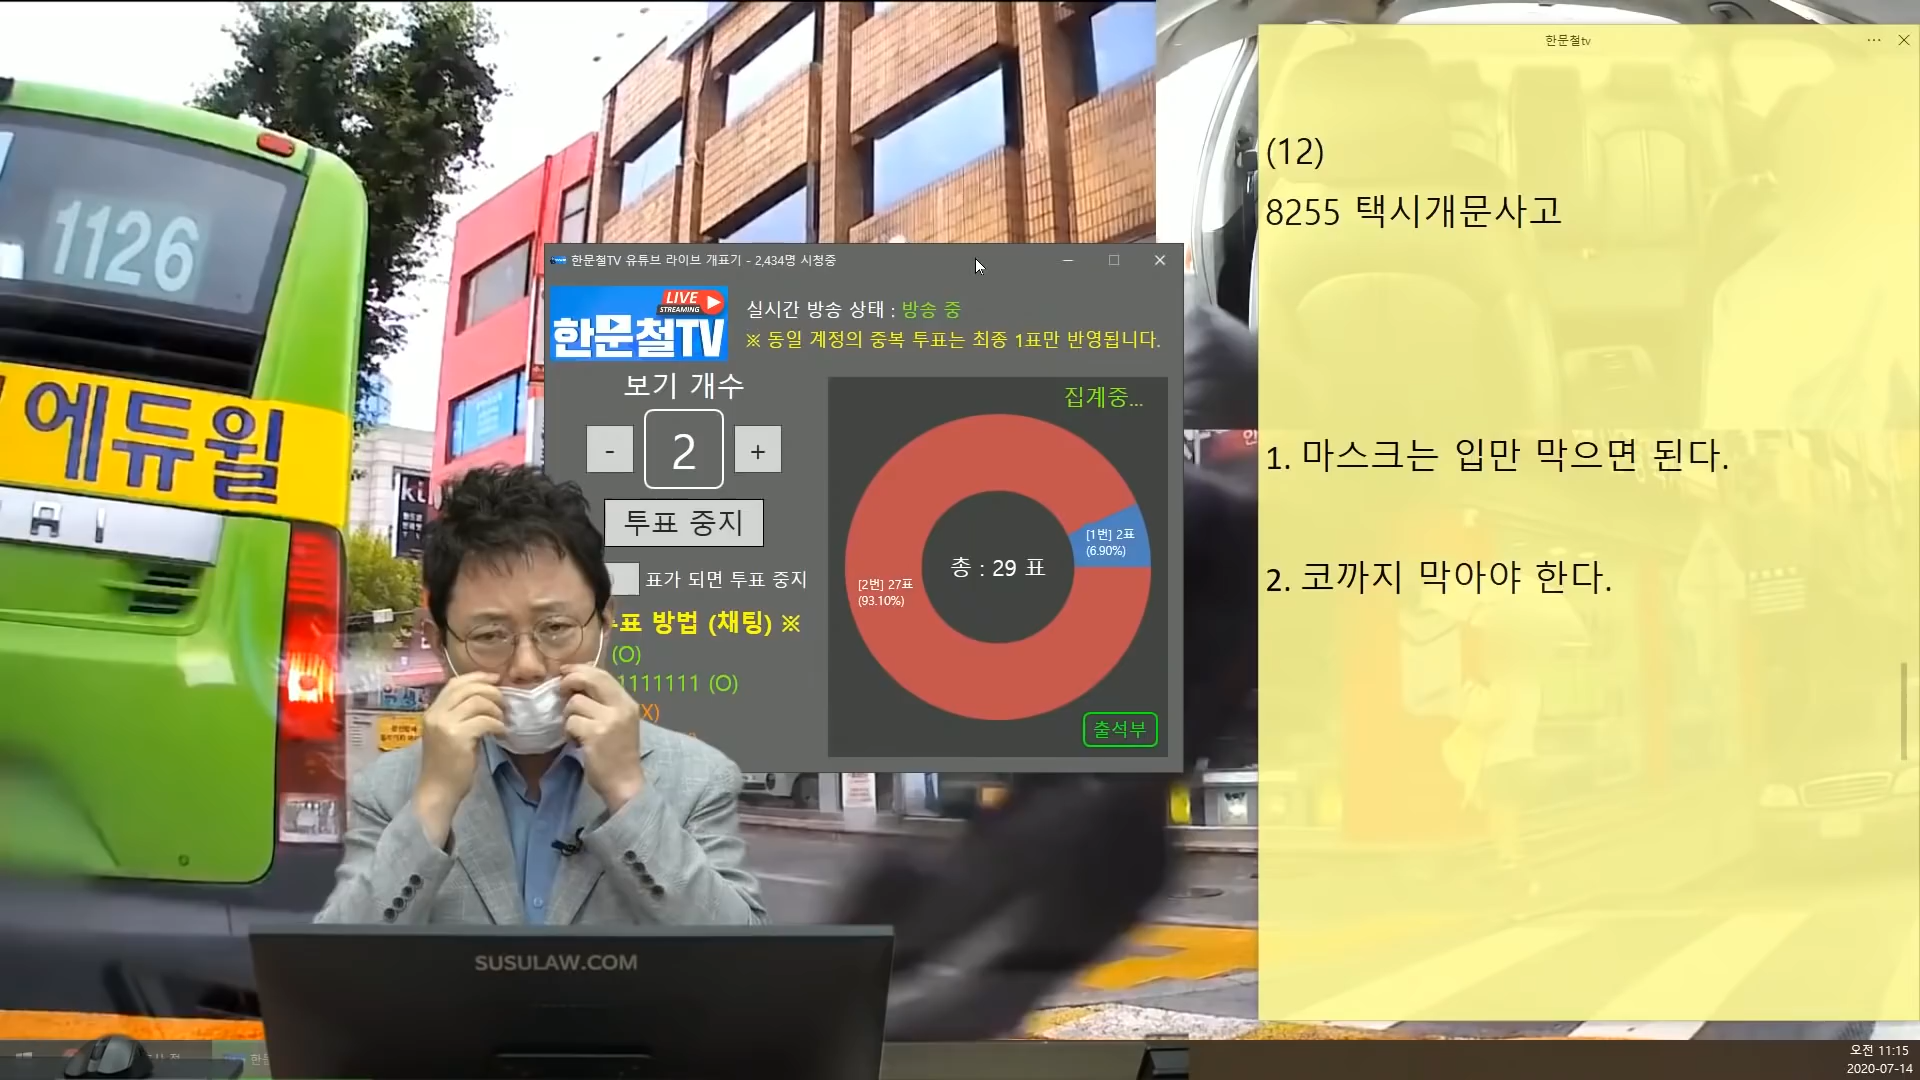 1126
에듀윌
한문철tv
(12)
8255 택시개문사고
1. 마스크는 입만 막으면 된다.
2. 코까지 막아야 한다.
한문철TV 유튜브 라이브 개표기 - 2,434명 시청중
LIVE
STREAMING
한문철TV
실시간 방송 상태 : 방송 중
※ 동일 계정의 중복 투표는 최종 1표만 반영됩니다.
보기 개수
- 2 +
투표 중지
표가 되면 투표 중지
표 방법 (채팅) ※
(O)
1111111 (O)
(X)
집계중...
[1번] 2표
(6.90%)
총 : 29 표
[2번] 27표
(93.10%)
출석부
SUSULAW.COM
오전 11:15
2020-07-14